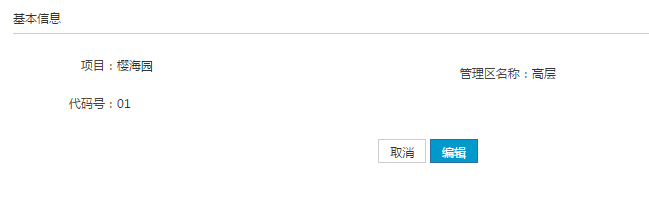 基本信息
项目：樱海园
管理区名称：高层
代码号：01
取消
编辑